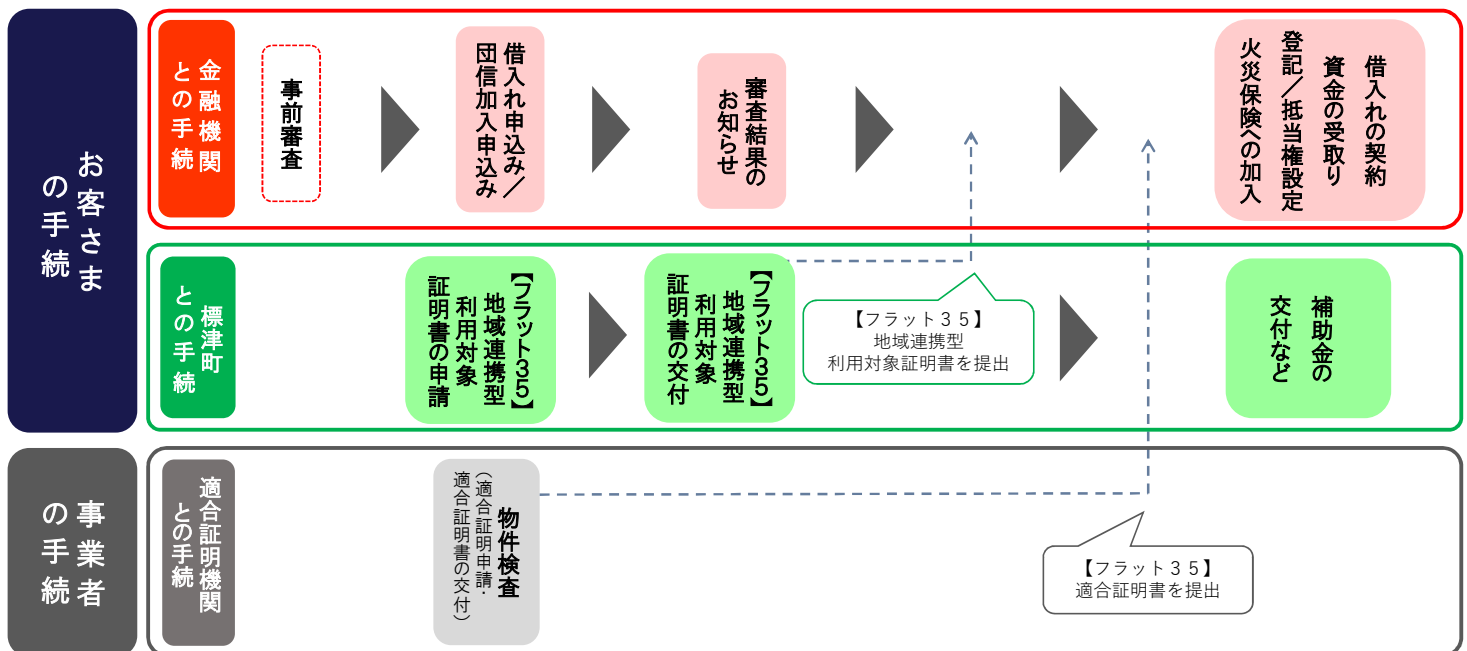 お客さま
の手続
金融機関
との手続
事前審査
借入れ申込み／
団信加入申込み
審査結果の
お知らせ
借入れの契約
資金の受取り
登記／抵当権設定
火災保険への加入
標津町
との手続
【フラット35】
地域連携型
利用対象
証明書の申請
【フラット35】
地域連携型
利用対象
証明書の交付
【フラット３５】
地域連携型
利用対象証明書を提出
補助金の
交付など
事業者
の手続
適合証明機関
との手続
物件検査
（適合証明申請・
適合証明書の交付）
【フラット３５】
適合証明書を提出